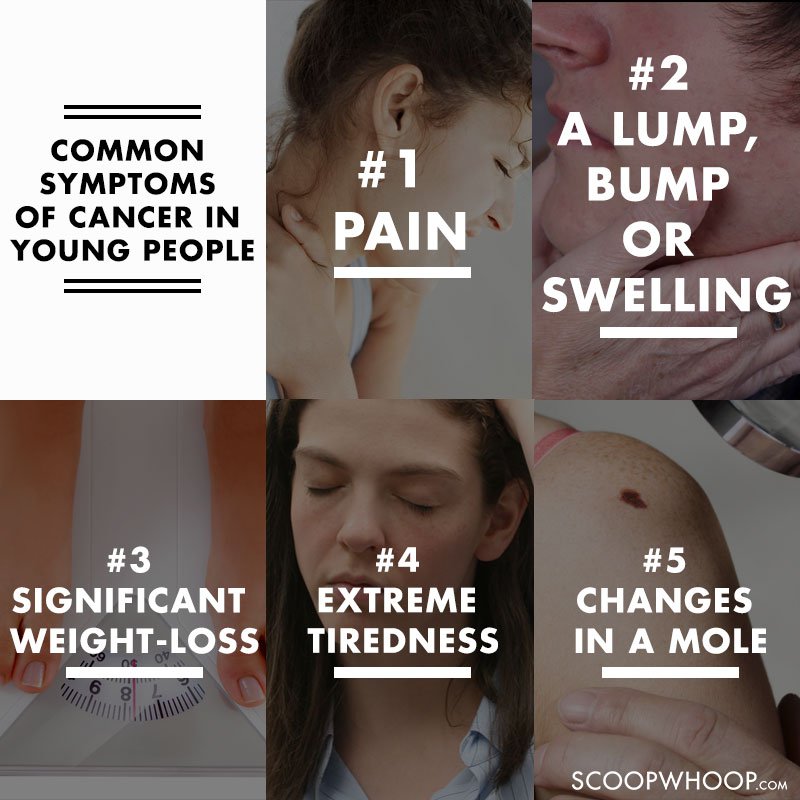 COMMON
SYMPTOMS
OF CANCER IN
YOUNG PEOPLE
#1
PAIN
#2
A LUMP,
BUMP
OR
SWELLING
#3
SIGNIFICANT
WEIGHT-LOSS
#4
EXTREME
TIREDNESS
#5
CHANGES
IN A MOLE
SCOOPWHOOP.COM